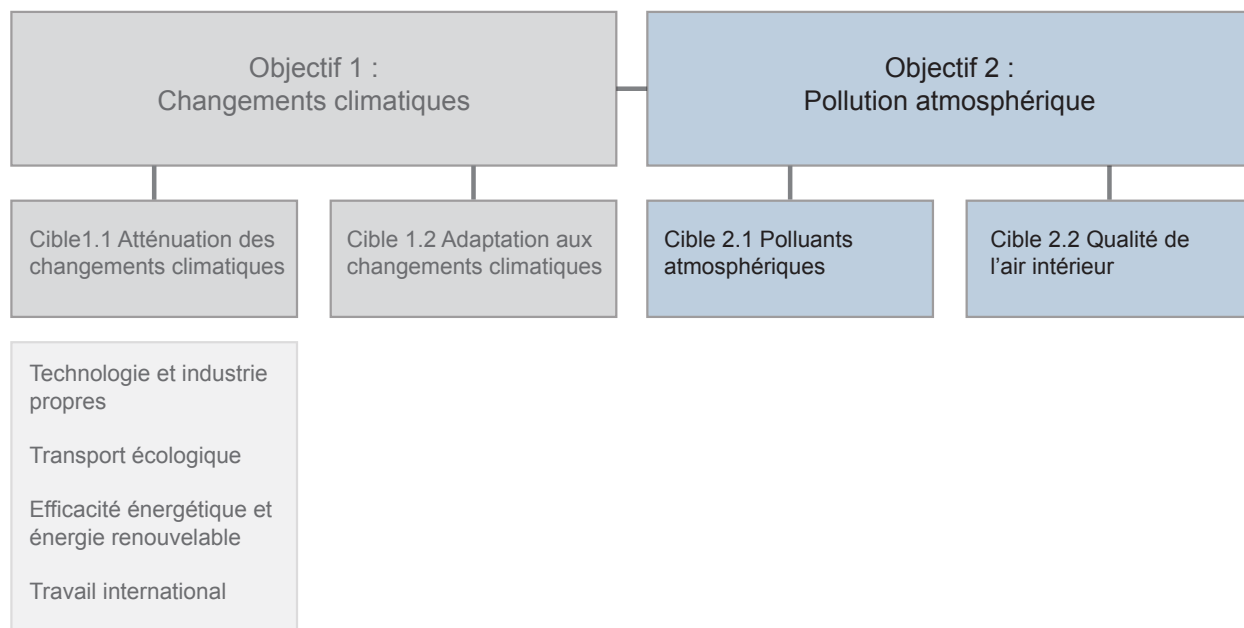 Objectif 1 :
Changements climatiques
Objectif 2 :
Pollution atmosphérique
Cible1.1 Atténuation des
changements climatiques
Cible 1.2 Adaptation aux
changements climatiques
Cible 2.1 Polluants
atmosphériques
Cible 2.2 Qualité de
l’air intérieur
Technologie et industrie
propres
Transport écologique
Efficacité énergétique et
énergie renouvelable
Travail international